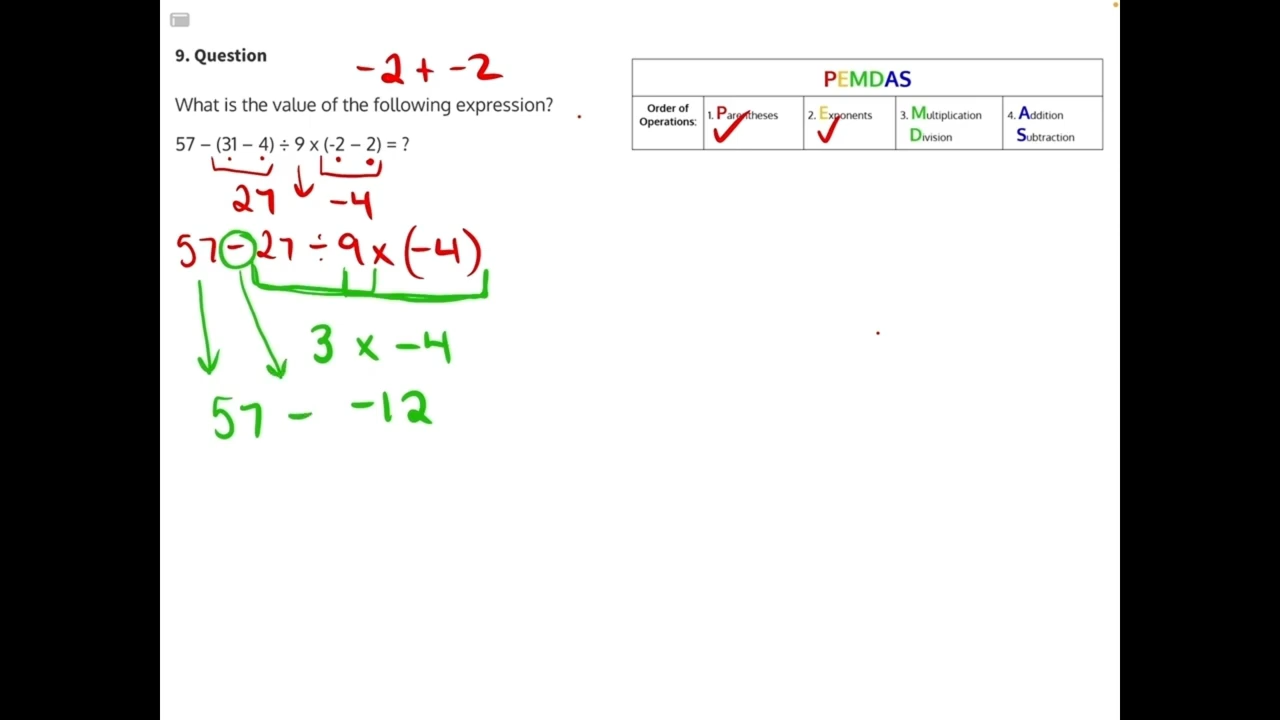 9. Question
-2 + -2
What is the value of the following expression?
57 – (31 – 4) ÷ 9 x (-2 – 2) = ?
27 -4
57 - 27 ÷ 9 x (-4)
3 x -4
57 - -12
PEMDAS
Order of Operations:
1. Parentheses
2. Exponents
3. Multiplication
Division
4. Addition
Subtraction